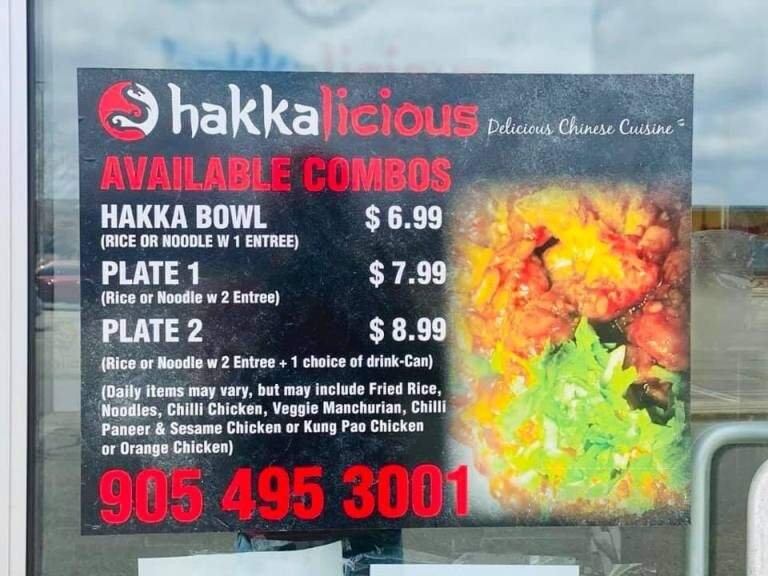 hakkalicious Delicious Chinese Cuisine
AVAILABLE COMBOS
HAKKA BOWL $ 6.99
(RICE OR NOODLE W 1 ENTREE)
PLATE 1 $ 7.99
(Rice or Noodle w 2 Entree)
PLATE 2 $ 8.99
(Rice or Noodle w 2 Entree + 1 choice of drink-Can)
(Daily items may vary, but may include Fried Rice,
Noodles, Chilli Chicken, Veggie Manchurian, Chilli
Paneer & Sesame Chicken or Kung Pao Chicken
or Orange Chicken)
905 495 3001